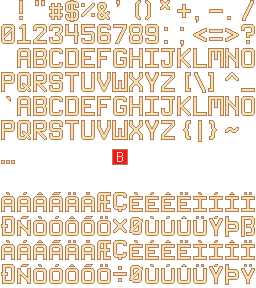 !"#$%&'()*+,-./
0123456789:;<=>?
ABCDEFGHIJKLMNO
PQRSTUVWXYZ[\]^_
`ABCDEFGHIJKLMNO
PQRSTUVWXYZ{|}~
… B
ÀÁÂÃÄÅÆÇÈÉÊËÌÍÎÏ
ÐÑÒÓÔÕÖ×ØÙÚÛÜÝÞß
ÀÁÂÃÄÅÆÇÈÉÊËÌÍÎÏ
ÐÑÒÓÔÕÖ÷ØÙÚÛÜÝÞŸ